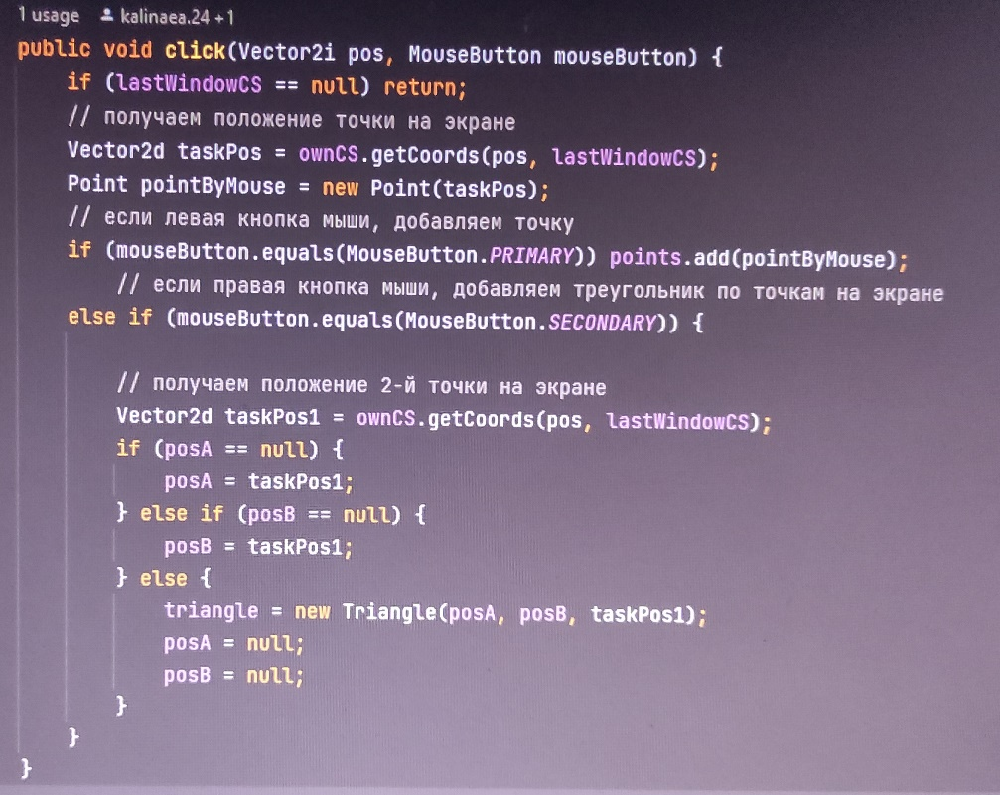 1 usage kalinaea.24 +1
public void click(Vector2i pos, MouseButton mouseButton) {
if (lastWindowCS == null) return;
// получаем положение точки на экране
Vector2d taskPos = ownCS.getCoords(pos, lastWindowCS);
Point pointByMouse = new Point(taskPos);
// если левая кнопка мыши, добавляем точку
if (mouseButton.equals(MouseButton.PRIMARY)) points.add(pointByMouse);
// если правая кнопка мыши, добавляем треугольник по точкам на экране
else if (mouseButton.equals(MouseButton.SECONDARY)) {
// получаем положение 2-й точки на экране
Vector2d taskPos1 = ownCS.getCoords(pos, lastWindowCS);
if (posA == null) {
posA = taskPos1;
} else if (posB == null) {
posB = taskPos1;
} else {
triangle = new Triangle(posA, posB, taskPos1);
posA = null;
posB = null;
}
}
}